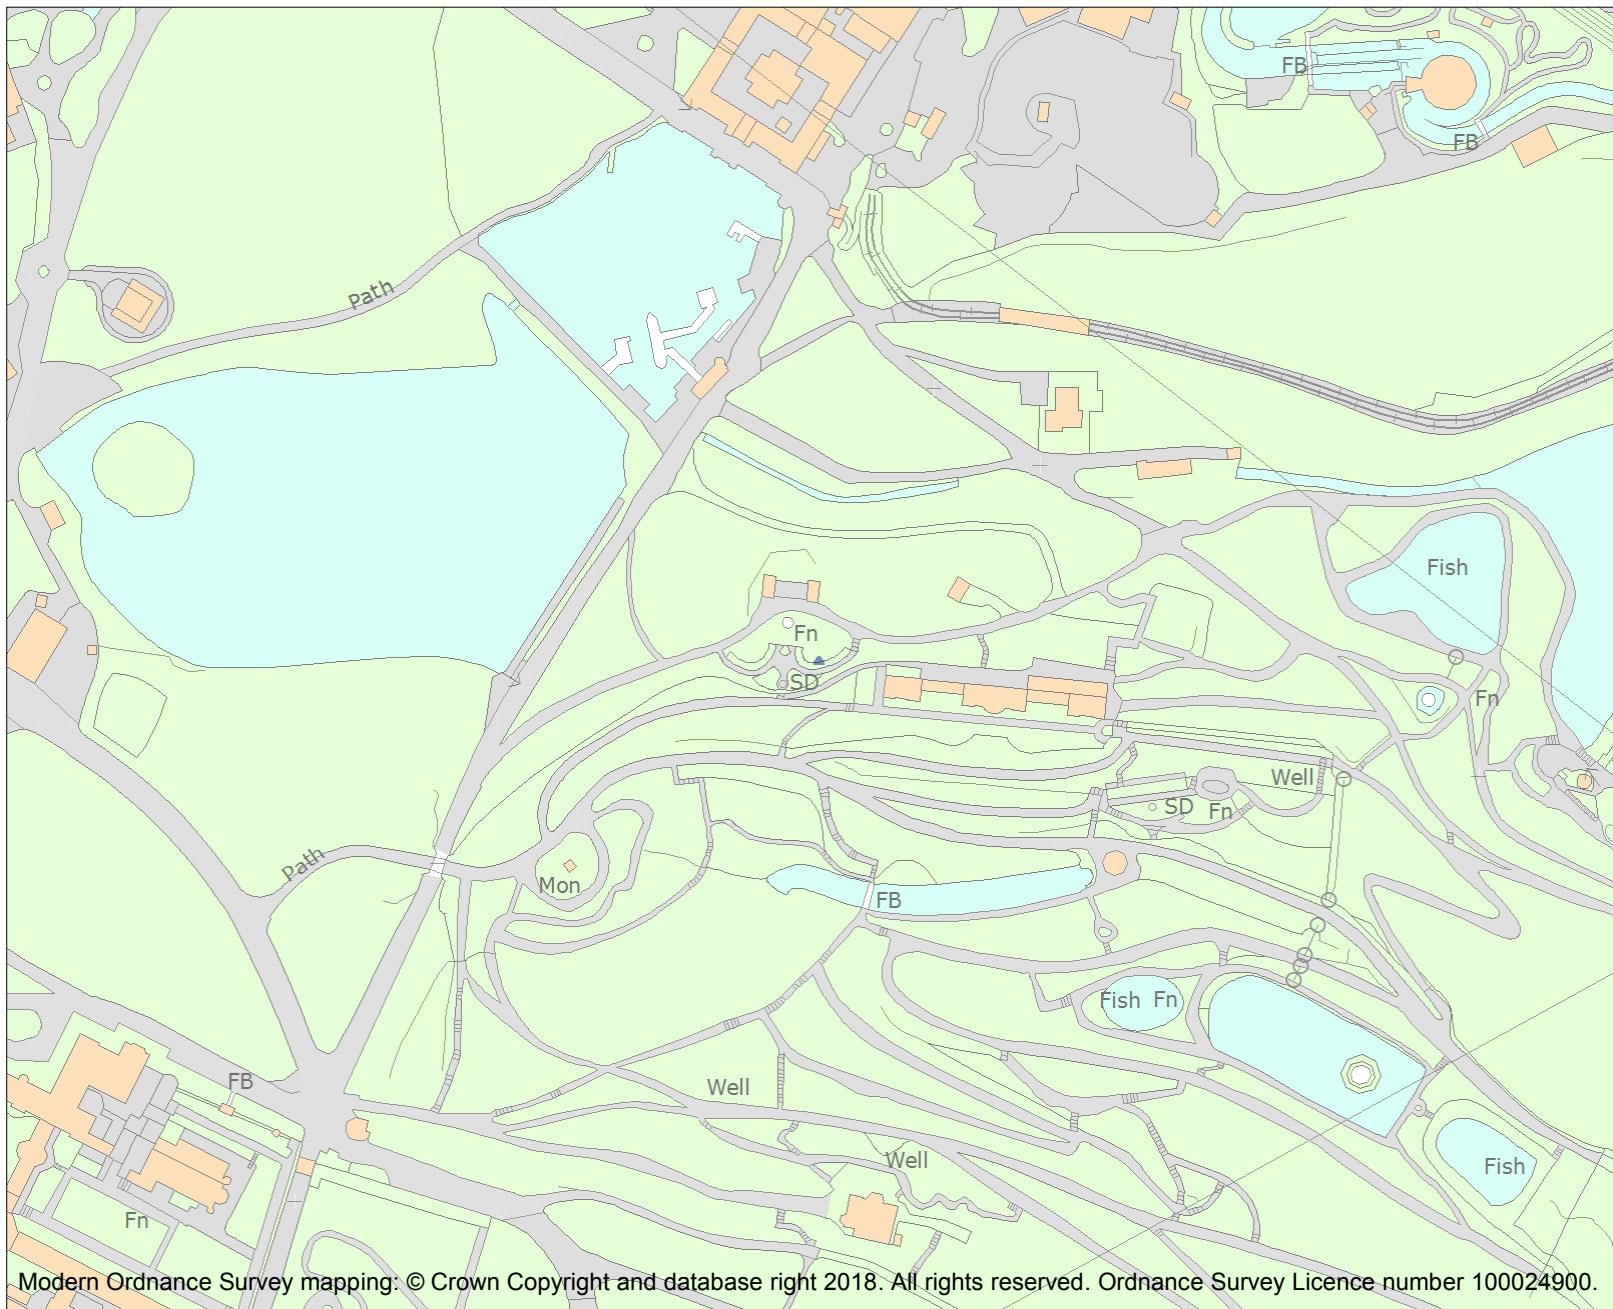 FB
FB
Path
Fish
Fn
SD
Fn
Well
SD
Fn
Path
Mon
FB
Fish Fn
FB
Well
Well
Fish
Fn
Modern Ordnance Survey mapping: © Crown Copyright and database right 2018. All rights reserved. Ordnance Survey Licence number 100024900.